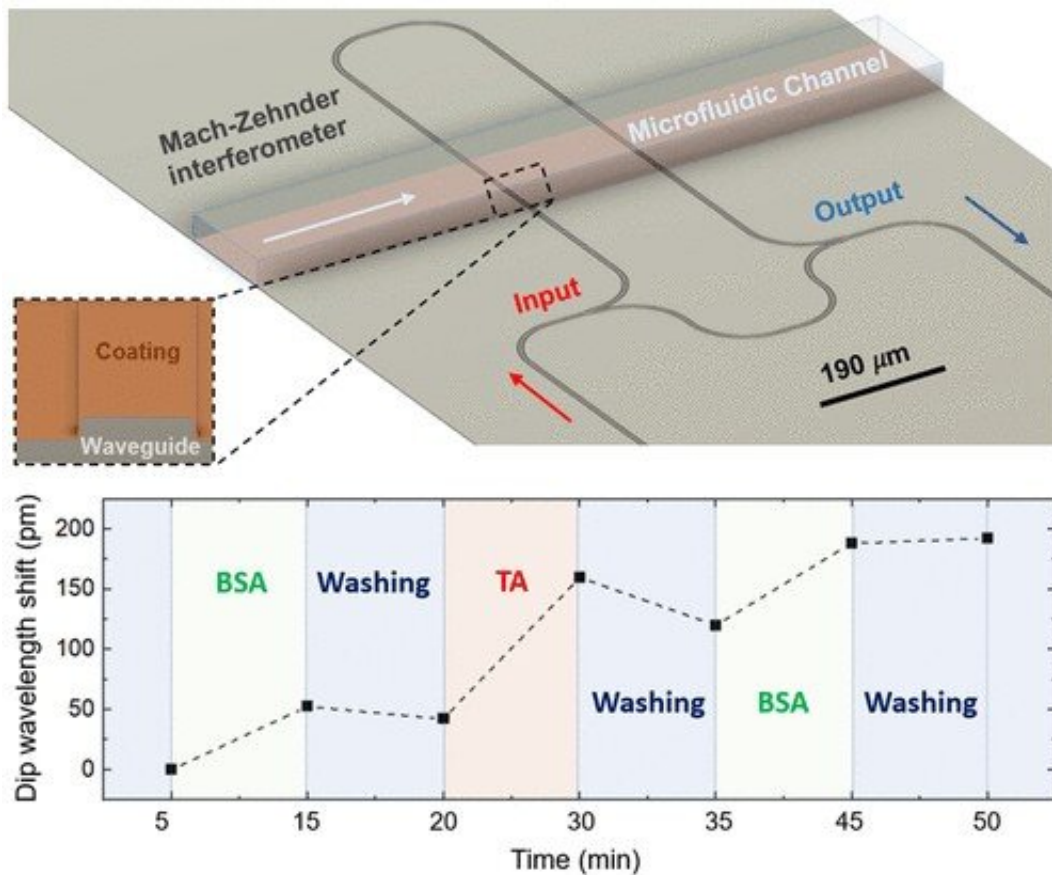 Mach-Zehnder
interferometer
Microfluidic Channel
Output
Input
190 μm
Coating
Waveguide
Dip wavelength shift (pm)
200
150
100
50
0
BSA
Washing
TA
Washing
BSA
Washing
5
15
20
30
35
45
50
Time (min)